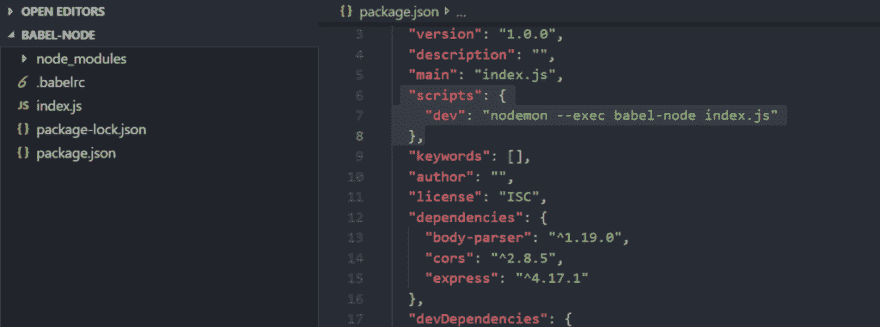 OPEN EDITORS
BABEL-NODE
node_modules
.babelrc
JS index.js
{} package-lock.json
{} package.json
{} package.json ...
3 "version": "1.0.0",
4 "description": "",
5 "main": "index.js",
6 "scripts": {
7 "dev": "nodemon --exec babel-node index.js"
8 },
9 "keywords": [],
10 "author": "",
11 "license": "ISC",
12 "dependencies": {
13 "body-parser": "^1.19.0",
14 "cors": "^2.8.5",
15 "express": "^4.17.1"
16 },
17 "devDependencies": {